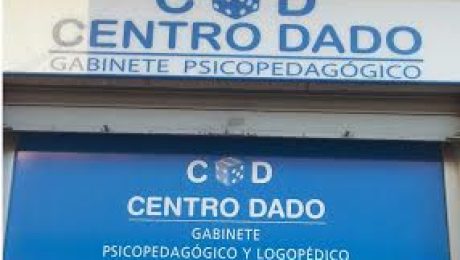 C D
CENTRO DADO
GABINETE PSICOPEDAGÓGICO
C D
CENTRO DADO
GABINETE
PSICOPEDAGÓGICO Y LOGOPÉDICO